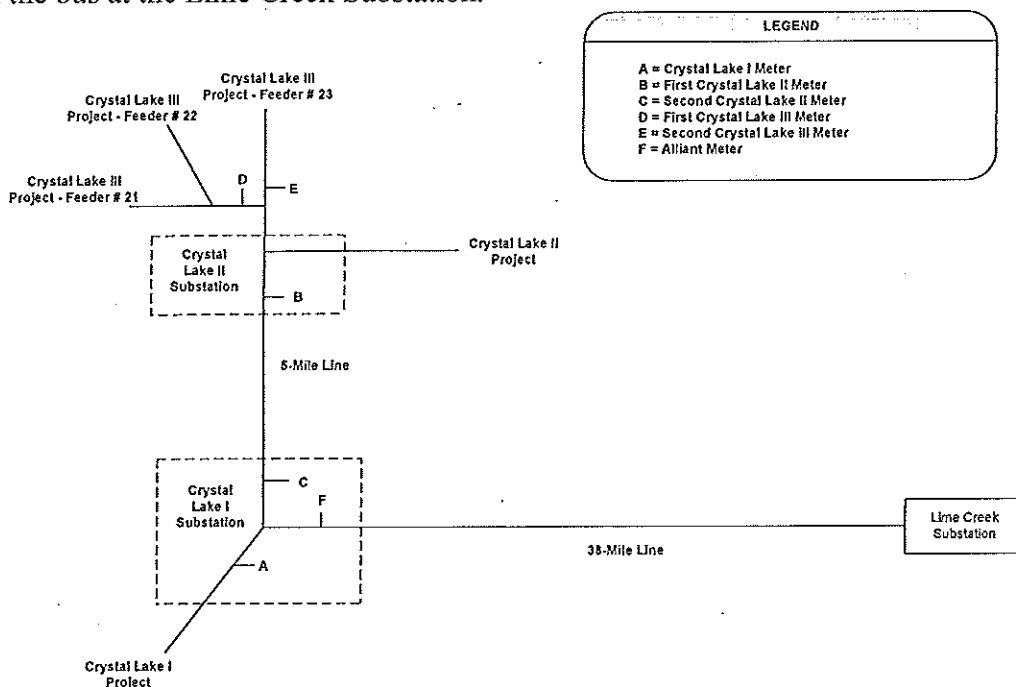 the bus at the Lime Creek Substation.
LEGEND
A = Crystal Lake I Meter
B = First Crystal Lake II Meter
C = Second Crystal Lake II Meter
D = First Crystal Lake III Meter
E = Second Crystal Lake III Meter
F = Alliant Meter
Crystal Lake III
Project - Feeder # 23
Crystal Lake III
Project - Feeder # 22
Crystal Lake III
Project - Feeder # 21
D
E
Crystal
Lake II
Substation
Crystal Lake II
Project
B
5-Mile Line
Crystal
Lake I
Substation
C
F
Lime Creek
Substation
38-Mile Line
A
Crystal Lake I
Project